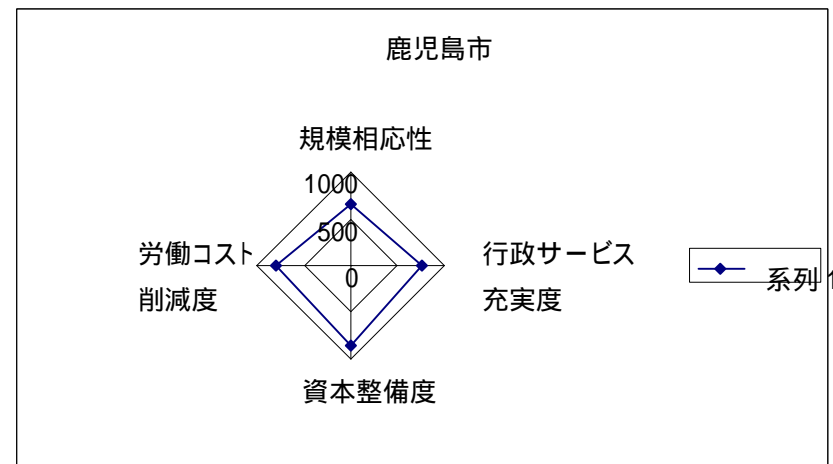 鹿児島市
規模相応性
1000
500
0
労働コスト
削減度
行政サービス
充実度
資本整備度
系列